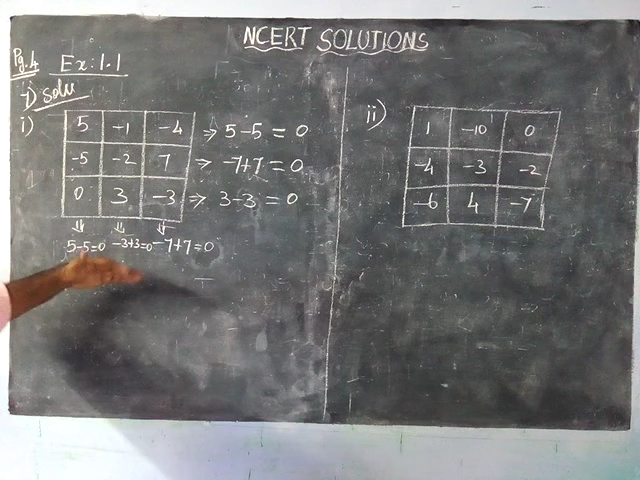 NCERT SOLUTIONS
Pg.4 Ex:1.1
1) Solu
i)
5 -1 -4 ⇒ 5-5=0
-5 -2 7 ⇒ -7+7=0
0 3 -3 ⇒ 3-3=0
5-5=0 -3+3=0 -7+7=0
ii)
1 -10 0
-4 -3 -2
-6 4 -7